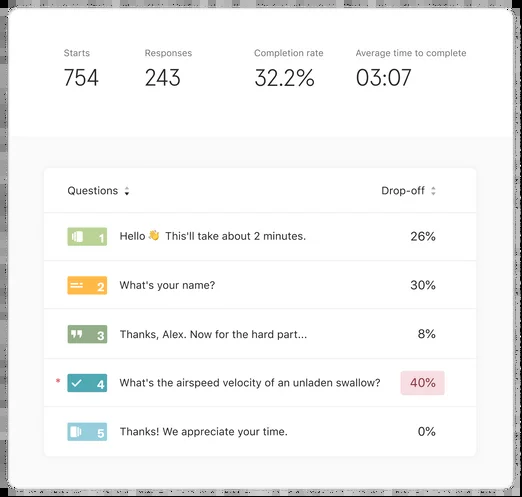 Starts Responses Completion rate Average time to complete
754 243 32.2% 03:07
Questions Drop-off
1 Hello 👋 This'll take about 2 minutes. 26%
2 What's your name? 30%
3 Thanks, Alex. Now for the hard part... 8%
* 4 What's the airspeed velocity of an unladen swallow? 40%
5 Thanks! We appreciate your time. 0%